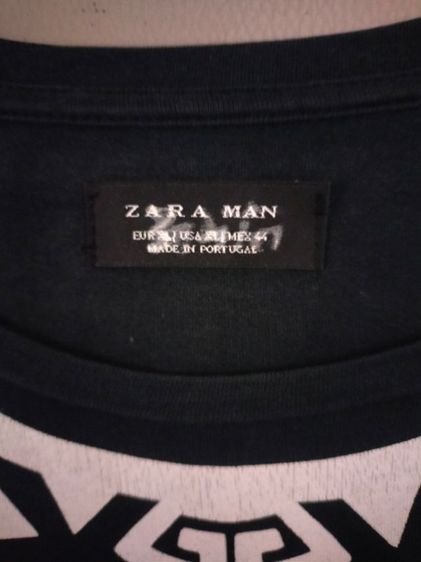 ZARA MAN
EUR XL | USA XL | MEX 44
MADE IN PORTUGAL